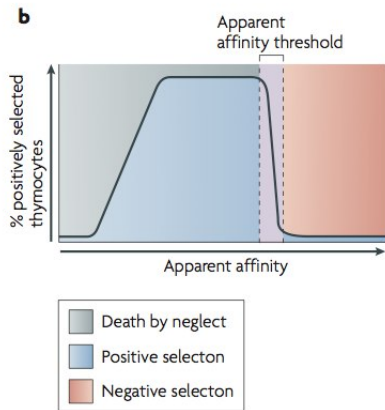 b
Apparent
affinity threshold
% positively selected
thymocytes
Apparent affinity
Death by neglect
Positive selecton
Negative selecton